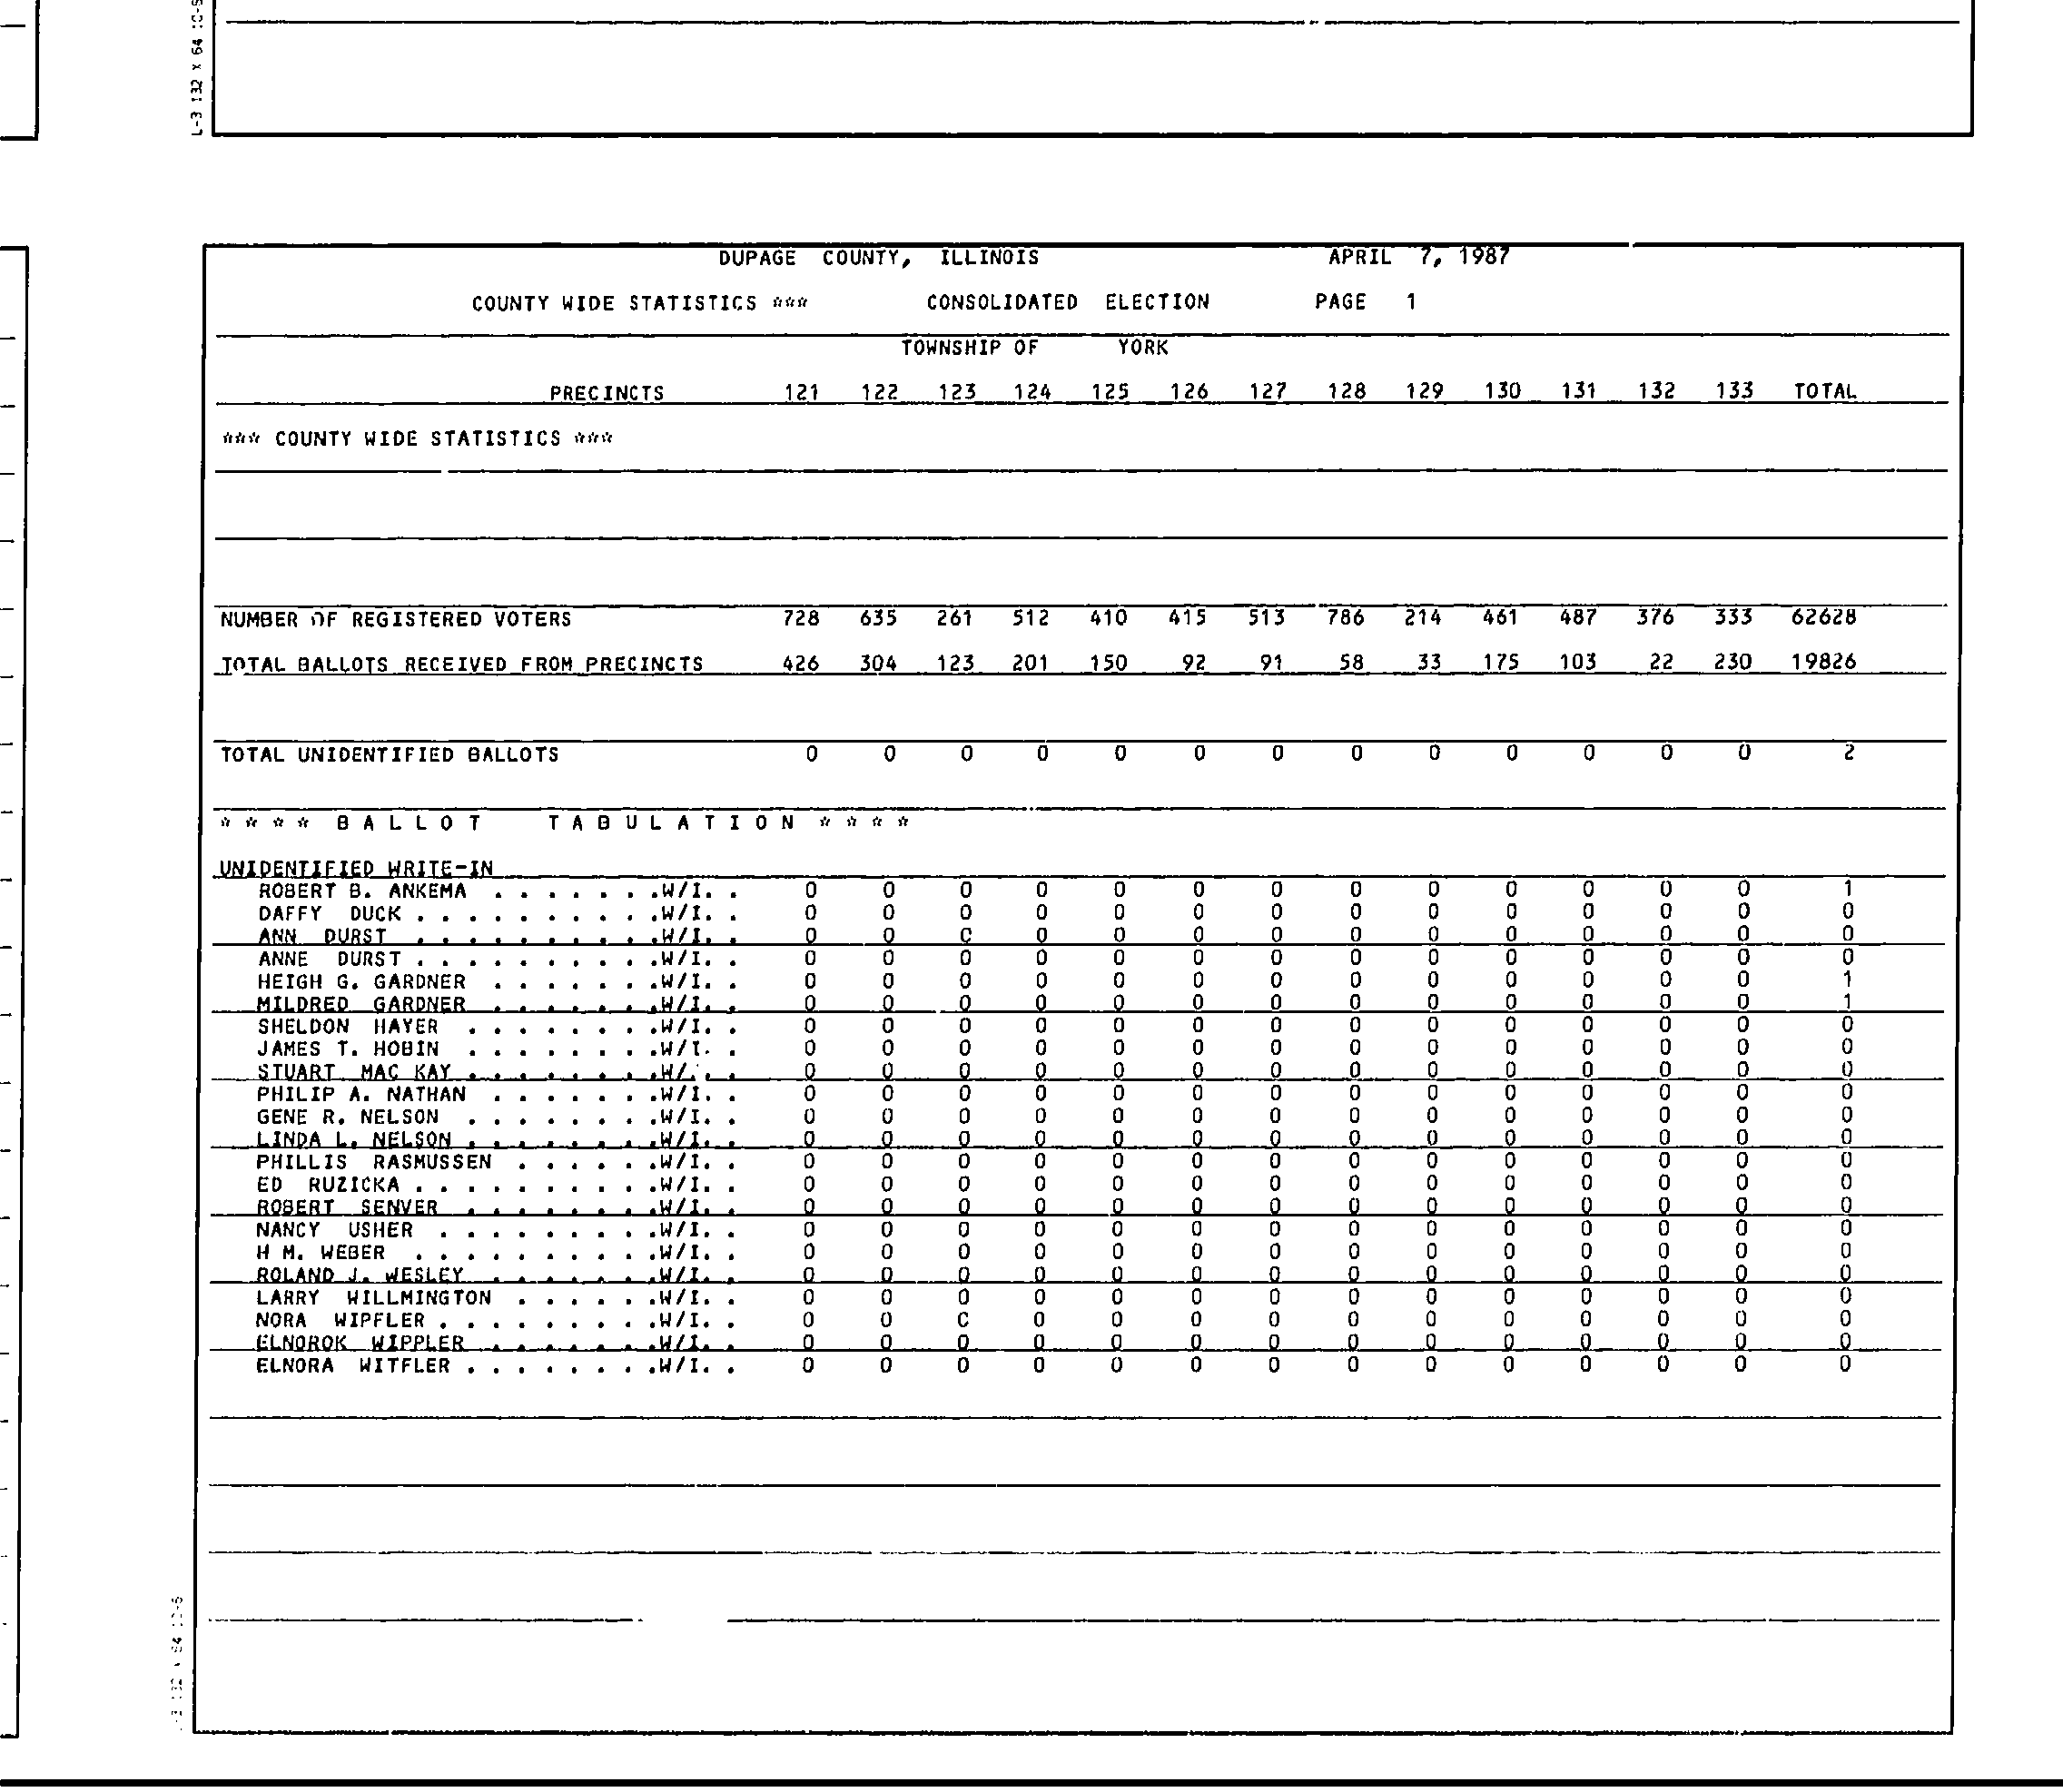 L-3 132 X 64 10-5
DUPAGE COUNTY, ILLINOIS APRIL 7, 1987
COUNTY WIDE STATISTICS *** CONSOLIDATED ELECTION PAGE 1
TOWNSHIP OF YORK
PRECINCTS 121 122 123 124 125 126 127 128 129 130 131 132 133 TOTAL
*** COUNTY WIDE STATISTICS ***
NUMBER OF REGISTERED VOTERS 728 635 261 512 410 415 513 786 214 461 487 376 333 62628
TOTAL BALLOTS RECEIVED FROM PRECINCTS 426 304 123 201 150 92 91 58 33 175 103 22 230 19826
TOTAL UNIDENTIFIED BALLOTS 0 0 0 0 0 0 0 0 0 0 0 0 0 2
* * * * B A L L O T T A B U L A T I O N * * * *
UNIDENTIFIED WRITE-IN
ROBERT B. ANKEMA . . . . . . .W/I. . 0 0 0 0 0 0 0 0 0 0 0 0 0 1
DAFFY DUCK . . . . . . . . . .W/I. . 0 0 0 0 0 0 0 0 0 0 0 0 0 0
ANN DURST . . . . . . . . . .W/I. . 0 0 C 0 0 0 0 0 0 0 0 0 0 0
ANNE DURST . . . . . . . . . .W/I. . 0 0 0 0 0 0 0 0 0 0 0 0 0 0
HEIGH G. GARDNER . . . . . . .W/I. . 0 0 0 0 0 0 0 0 0 0 0 0 0 1
MILDRED GARDNER . . . . . . .W/I. . 0 0 0 0 0 0 0 0 0 0 0 0 0 1
SHELDON HAYER . . . . . . . .W/I. . 0 0 0 0 0 0 0 0 0 0 0 0 0 0
JAMES T. HOBIN . . . . . . . .W/I. . 0 0 0 0 0 0 0 0 0 0 0 0 0 0
STUART MAC KAY . . . . . . . .W/. . . 0 0 0 0 0 0 0 0 0 0 0 0 0 0
PHILIP A. NATHAN . . . . . . .W/I. . 0 0 0 0 0 0 0 0 0 0 0 0 0 0
GENE R. NELSON . . . . . . . .W/I. . 0 0 0 0 0 0 0 0 0 0 0 0 0 0
LINDA L. NELSON . . . . . . . .W/I. . 0 0 0 0 0 0 0 0 0 0 0 0 0 0
PHILLIS RASMUSSEN . . . . . .W/I. . 0 0 0 0 0 0 0 0 0 0 0 0 0 0
ED RUZICKA . . . . . . . . . .W/I. . 0 0 0 0 0 0 0 0 0 0 0 0 0 0
ROBERT SENVER . . . . . . . .W/I. . 0 0 0 0 0 0 0 0 0 0 0 0 0 0
NANCY USHER . . . . . . . . .W/I. . 0 0 0 0 0 0 0 0 0 0 0 0 0 0
H M. WEBER . . . . . . . . . .W/I. . 0 0 0 0 0 0 0 0 0 0 0 0 0 0
ROLAND J. WESLEY . . . . . . .W/I. . 0 0 0 0 0 0 0 0 0 0 0 0 0 0
LARRY WILLMINGTON . . . . . .W/I. . 0 0 0 0 0 0 0 0 0 0 0 0 0 0
NORA WIPFLER . . . . . . . . .W/I. . 0 0 C 0 0 0 0 0 0 0 0 0 0 0
ELNOROK WIPPLER . . . . . . .W/I. . 0 0 0 0 0 0 0 0 0 0 0 0 0 0
ELNORA WITFLER . . . . . . . .W/I. . 0 0 0 0 0 0 0 0 0 0 0 0 0 0